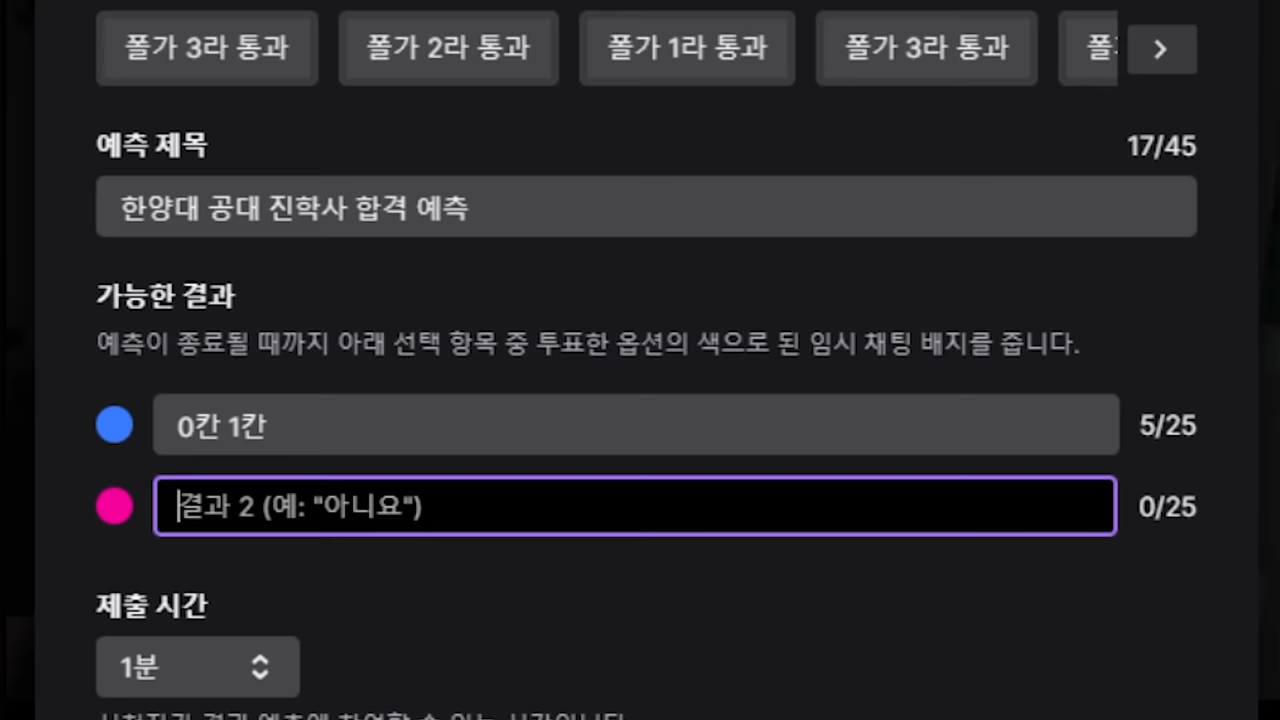 폴가 3라 통과 폴가 2라 통과 폴가 1라 통과 폴가 3라 통과
예측 제목 17/45
한양대 공대 진학사 합격 예측
가능한 결과
예측이 종료될 때까지 아래 선택 항목 중 투표한 옵션의 색으로 된 임시 채팅 배지를 줍니다.
0칸 1칸 5/25
결과 2 (예: "아니요") 0/25
제출 시간
1분